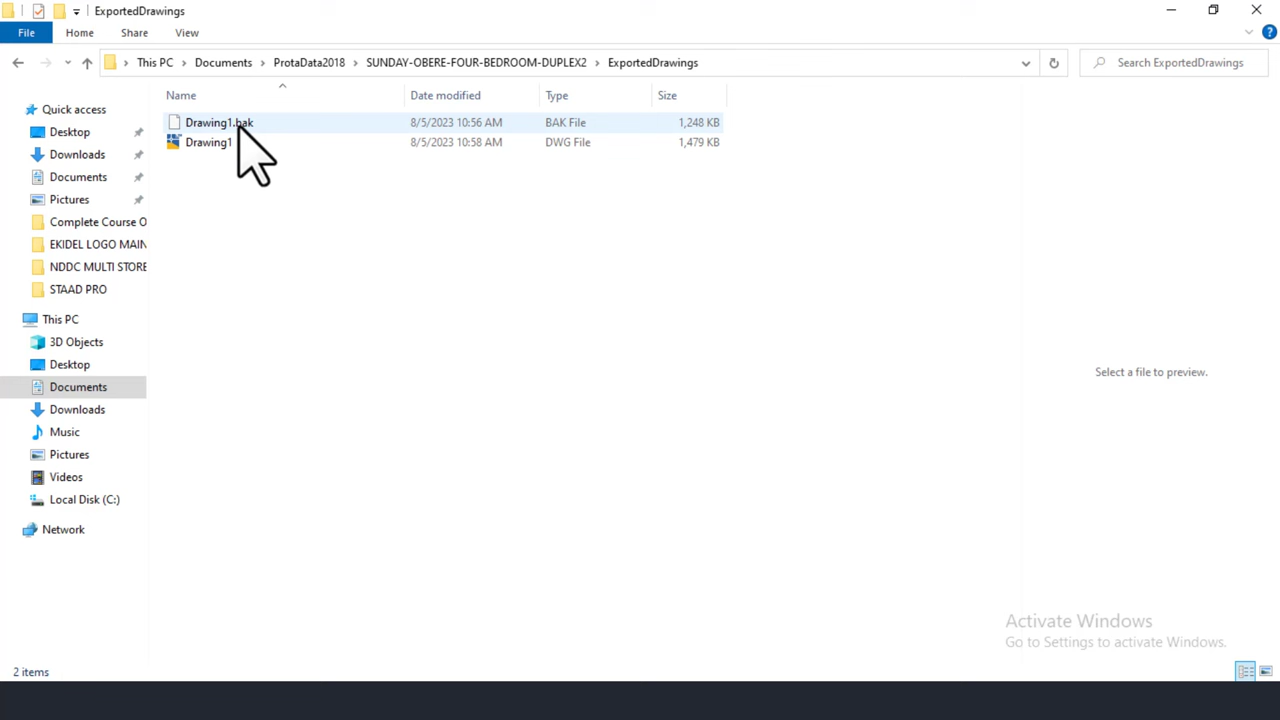 ExportedDrawings
File Home Share View
This PC Documents ProtaData2018 SUNDAY-OBERE-FOUR-BEDROOM-DUPLEX2 ExportedDrawings Search ExportedDrawings
Name Date modified Type Size
Drawing1.bak 8/5/2023 10:56 AM BAK File 1,248 KB
Drawing1 8/5/2023 10:58 AM DWG File 1,479 KB
Quick access
Desktop
Downloads
Documents
Pictures
Complete Course O
EKIDEL LOGO MAIN
NDDC MULTI STORE
STAAD PRO
This PC
3D Objects
Desktop
Documents
Downloads
Music
Pictures
Videos
Local Disk (C:)
Network
Select a file to preview.
Activate Windows
Go to Settings to activate Windows.
2 items